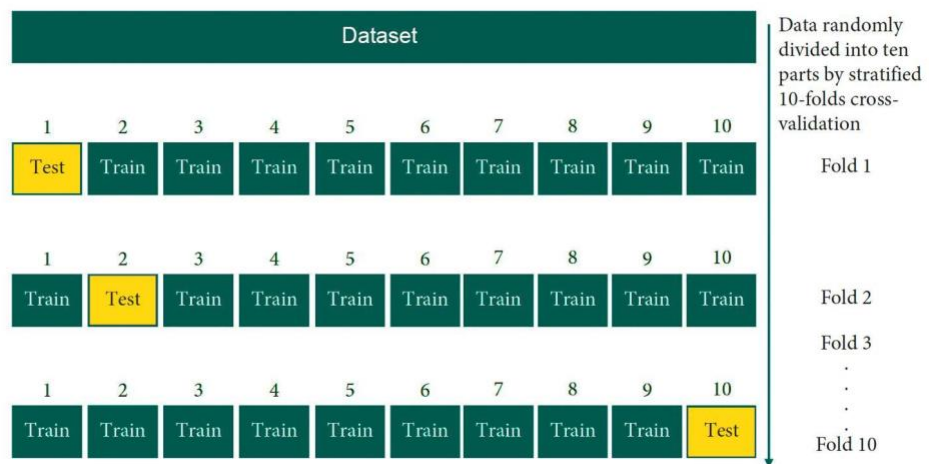 Dataset
Data randomly
divided into ten
parts by stratified
10-folds cross-
validation
1 2 3 4 5 6 7 8 9 10
Test Train Train Train Train Train Train Train Train Train
Fold 1
1 2 3 4 5 6 7 8 9 10
Train Test Train Train Train Train Train Train Train Train
Fold 2
Fold 3
.
.
.
.
1 2 3 4 5 6 7 8 9 10
Train Train Train Train Train Train Train Train Train Test
Fold 10